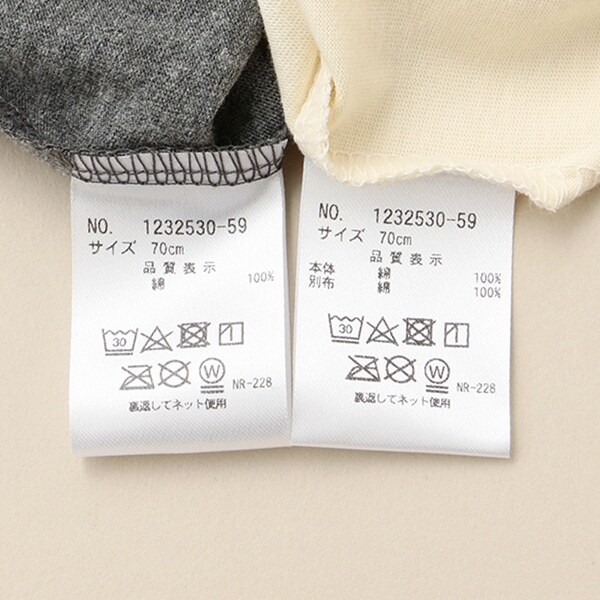 NO. 1232530-59
サイズ 70cm
品質表示
綿 100%
30
W
NR-228
裏返してネット使用
NO. 1232530-59
サイズ 70cm
品質表示
本体 綿 100%
別布 綿 100%
30
W
NR-228
裏返してネット使用